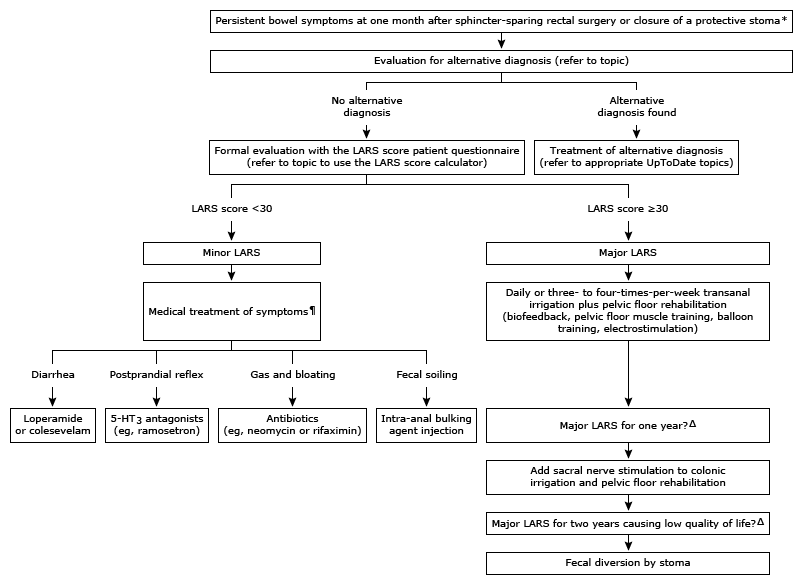 Persistent bowel symptoms at one month after sphincter-sparing rectal surgery or closure of a protective stoma*
Evaluation for alternative diagnosis (refer to topic)
No alternative
diagnosis
Alternative
diagnosis found
Formal evaluation with the LARS score patient questionnaire
(refer to topic to use the LARS score calculator)
Treatment of alternative diagnosis
(refer to appropriate UpToDate topics)
LARS score <30
LARS score ≥30
Minor LARS
Major LARS
Medical treatment of symptoms¶
Daily or three- to four-times-per-week transanal
irrigation plus pelvic floor rehabilitation
(biofeedback, pelvic floor muscle training, balloon
training, electrostimulation)
Diarrhea
Postprandial reflex
Gas and bloating
Fecal soiling
Loperamide
or colesevelam
5-HT3 antagonists
(eg, ramosetron)
Antibiotics
(eg, neomycin or rifaximin)
Intra-anal bulking
agent injection
Major LARS for one year?Δ
Add sacral nerve stimulation to colonic
irrigation and pelvic floor rehabilitation
Major LARS for two years causing low quality of life?Δ
Fecal diversion by stoma